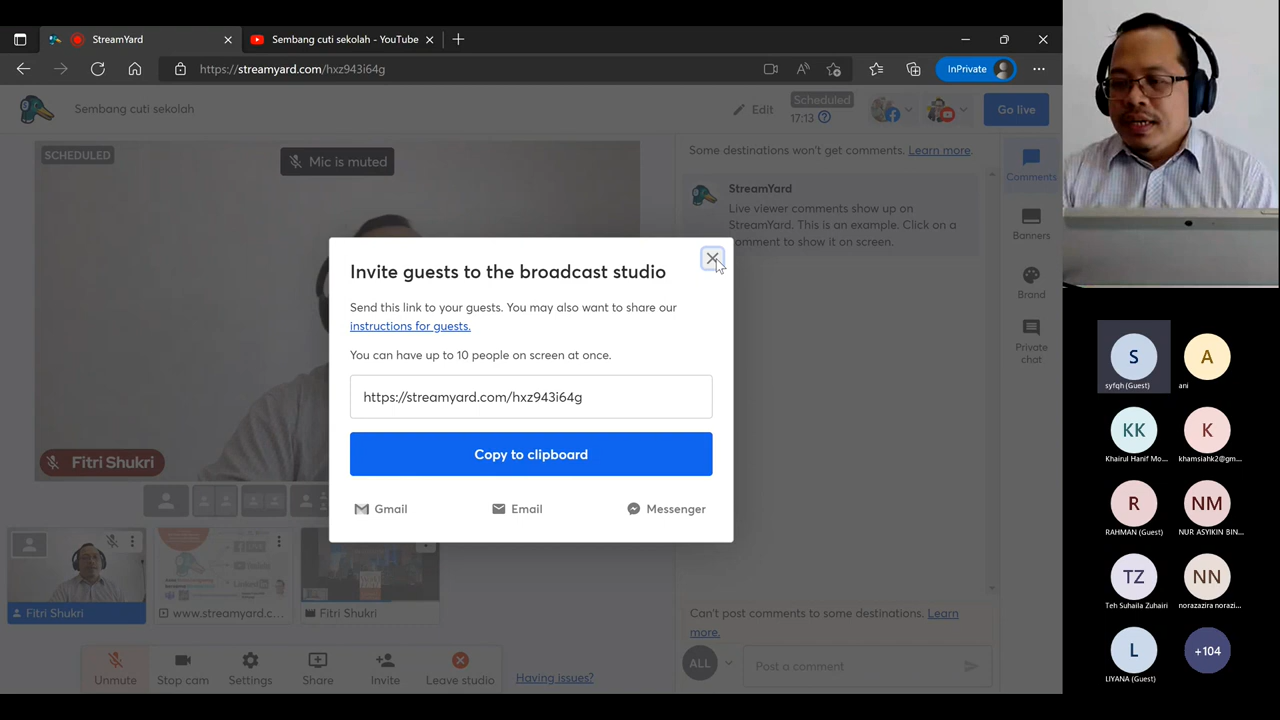 StreamYard
Sembang cuti sekolah - YouTube
https://streamyard.com/hxz943i64g
InPrivate
Sembang cuti sekolah
Edit
Scheduled
17:13
Go live
SCHEDULED
Mic is muted
Some destinations won't get comments. Learn more.
StreamYard
Live viewer comments show up on
StreamYard. This is an example. Click on a
comment to show it on screen.
Comments
Banners
Brand
Private
chat
Invite guests to the broadcast studio
Send this link to your guests. You may also want to share our
instructions for guests.
You can have up to 10 people on screen at once.
https://streamyard.com/hxz943i64g
Copy to clipboard
Gmail
Email
Messenger
Fitri Shukri
Fitri Shukri
www.streamyard.c...
Fitri Shukri
Can't post comments to some destinations. Learn
more.
ALL
Post a comment
Unmute
Stop cam
Settings
Share
Invite
Leave studio
Having issues?
S
syfqh (Guest)
A
ani
KK
Khairul Hanif Mo...
K
khamsiahk2@gm...
R
RAHMAN (Guest)
NM
NUR ASYIKIN BIN...
TZ
Teh Suhaila Zuhairi
NN
norazazira norazi...
L
LIYANA (Guest)
+104